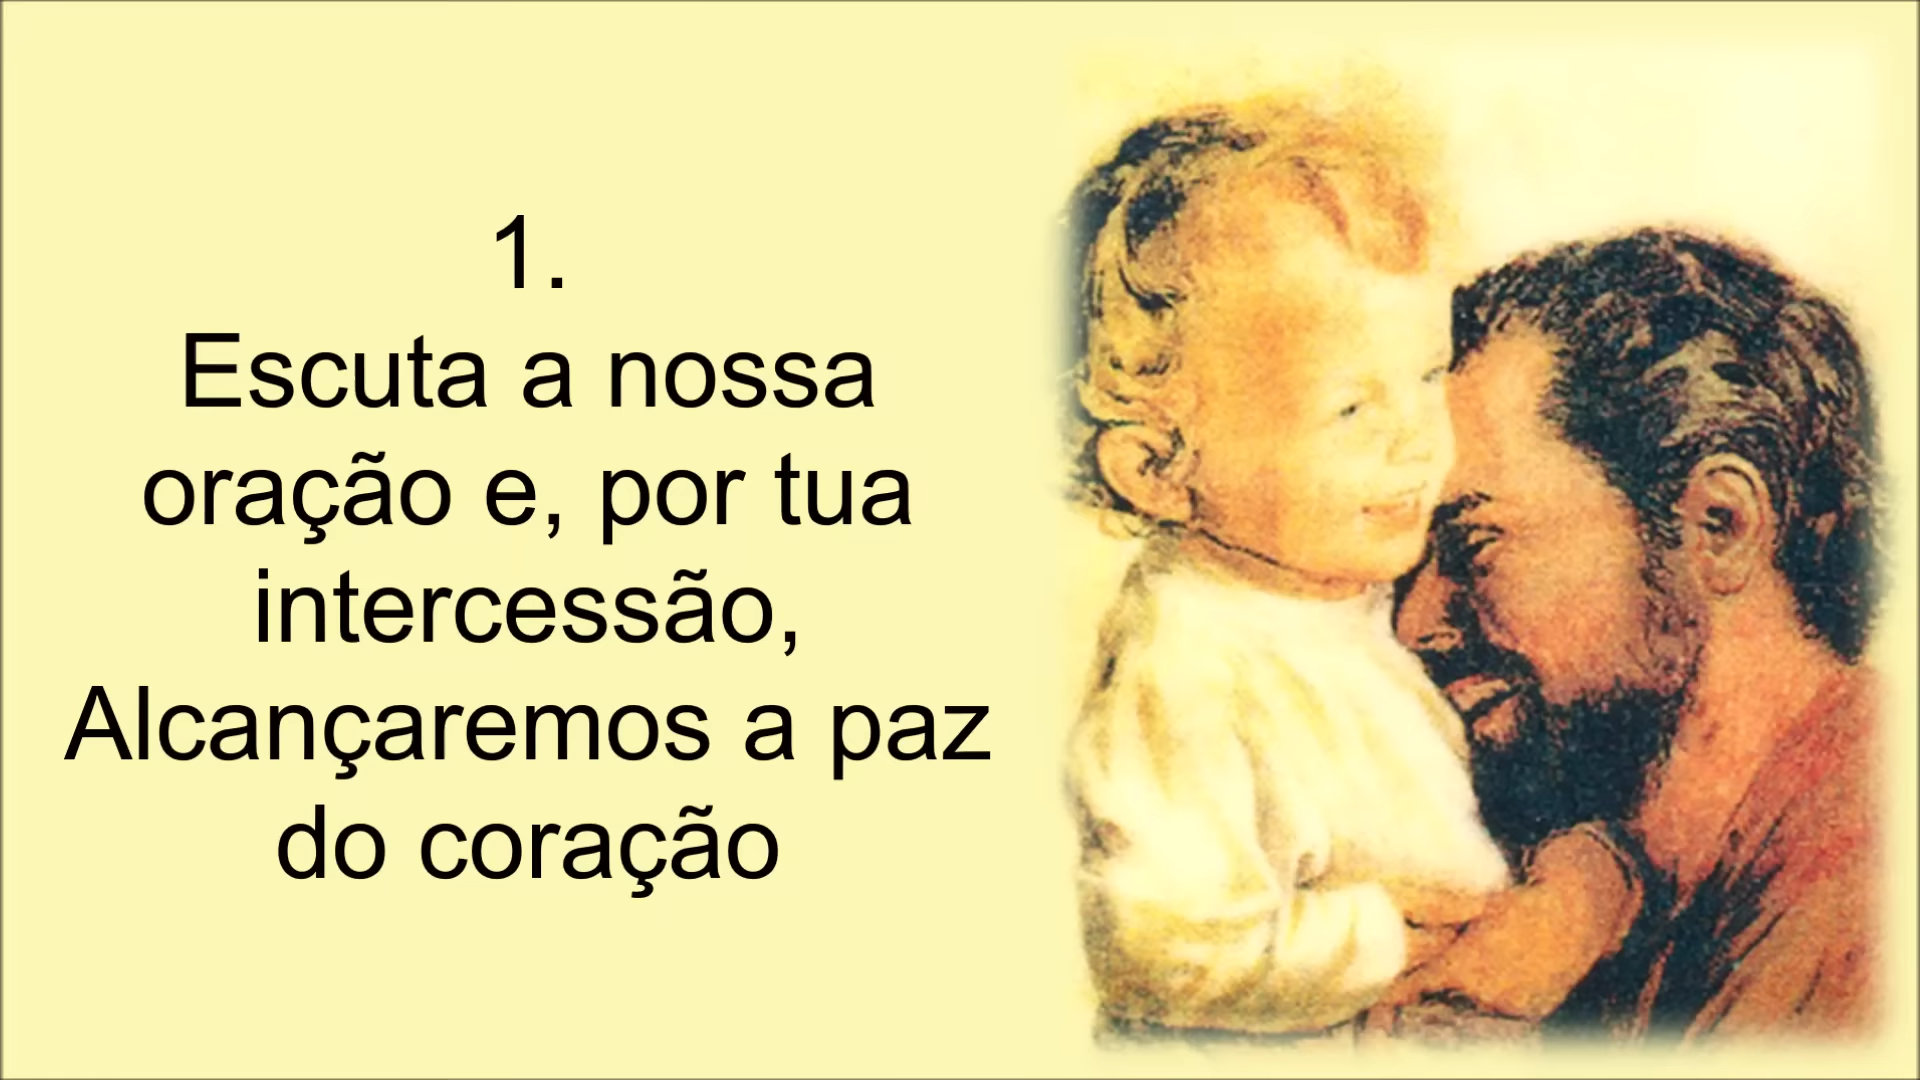 1.
Escuta a nossa
oração e, por tua
intercessão,
Alcançaremos a paz
do coração